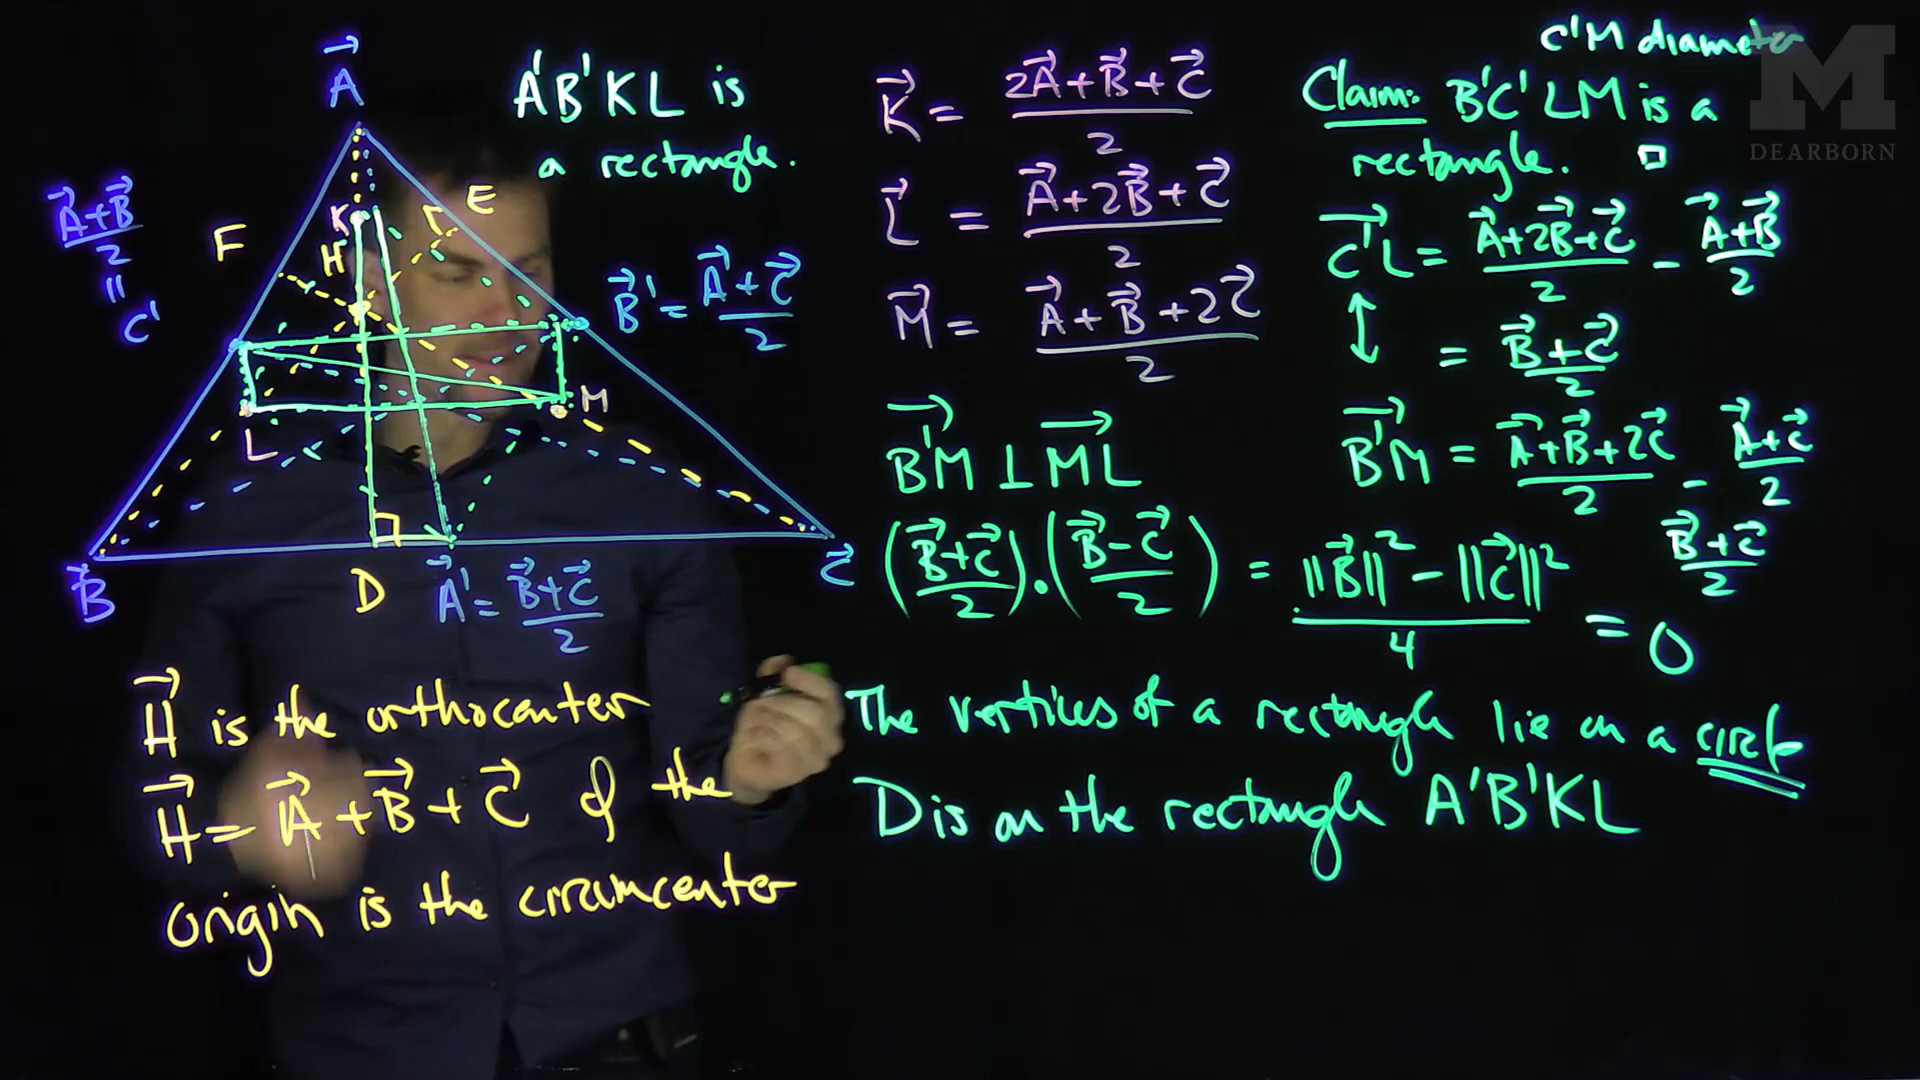 A⃗
A'B'KL is
a rectangle.
(A⃗+B⃗)/2
=
C'
F
K
H
E
B⃗' = (A⃗+C⃗)/2
L
M
B⃗
D
A⃗' = (B⃗+C⃗)/2
C⃗
H⃗ is the orthocenter
H⃗ = A⃗+B⃗+C⃗ & the
origin is the circumcenter
K⃗ = (2A⃗+B⃗+C⃗)/2
L⃗ = (A⃗+2B⃗+C⃗)/2
M⃗ = (A⃗+B⃗+2C⃗)/2
B'M ⊥ ML
((B⃗+C⃗)/2)·((B⃗-C⃗)/2) = (||B⃗||² - ||C⃗||²)/4 = 0
C'M diameter
Claim: B'C'LM is a
rectangle. □
C'L = (A⃗+2B⃗+C⃗)/2 - (A⃗+B⃗)/2
↕ = (B⃗+C⃗)/2
B'M = (A⃗+B⃗+2C⃗)/2 - (A⃗+C⃗)/2
(B⃗+C⃗)/2
The vertices of a rectangle lie on a circle
D is on the rectangle A'B'KL
M
DEARBORN